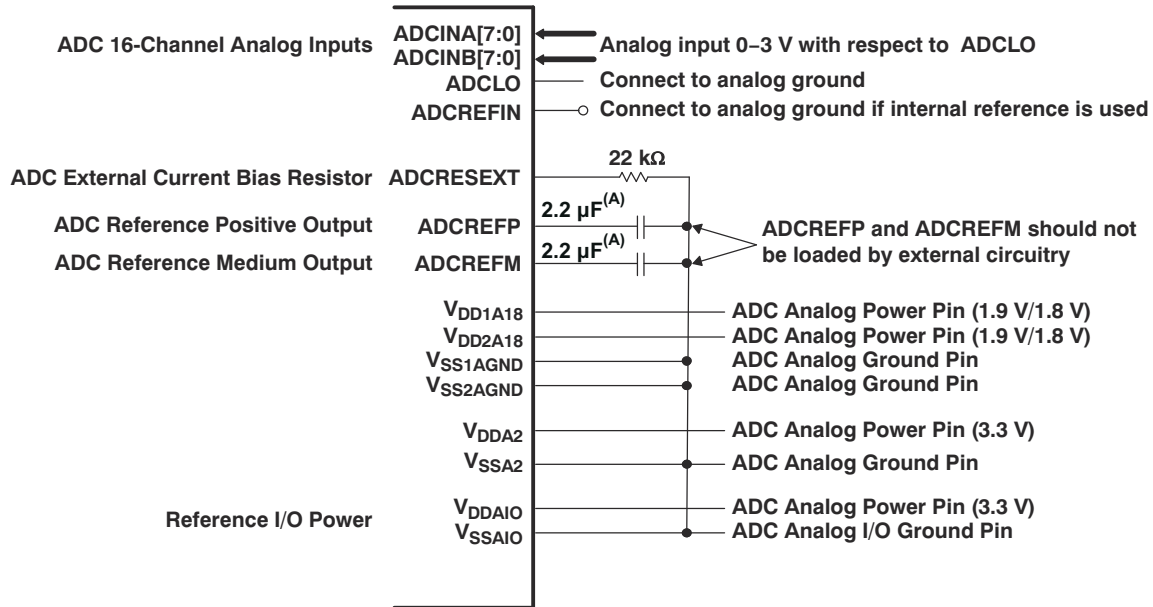 ADC 16-Channel Analog Inputs
ADCINA[7:0]
ADCINB[7:0]
Analog input 0−3 V with respect to ADCLO
ADCLO
Connect to analog ground
ADCREFIN
Connect to analog ground if internal reference is used
22 kΩ
ADC External Current Bias Resistor
ADCRESEXT
2.2 µF(A)
ADC Reference Positive Output
ADCREFP
ADCREFP and ADCREFM should not
be loaded by external circuitry
2.2 µF(A)
ADC Reference Medium Output
ADCREFM
VDD1A18
ADC Analog Power Pin (1.9 V/1.8 V)
VDD2A18
ADC Analog Power Pin (1.9 V/1.8 V)
VSS1AGND
ADC Analog Ground Pin
VSS2AGND
ADC Analog Ground Pin
VDDA2
ADC Analog Power Pin (3.3 V)
VSSA2
ADC Analog Ground Pin
VDDAIO
ADC Analog Power Pin (3.3 V)
Reference I/O Power
VSSAIO
ADC Analog I/O Ground Pin